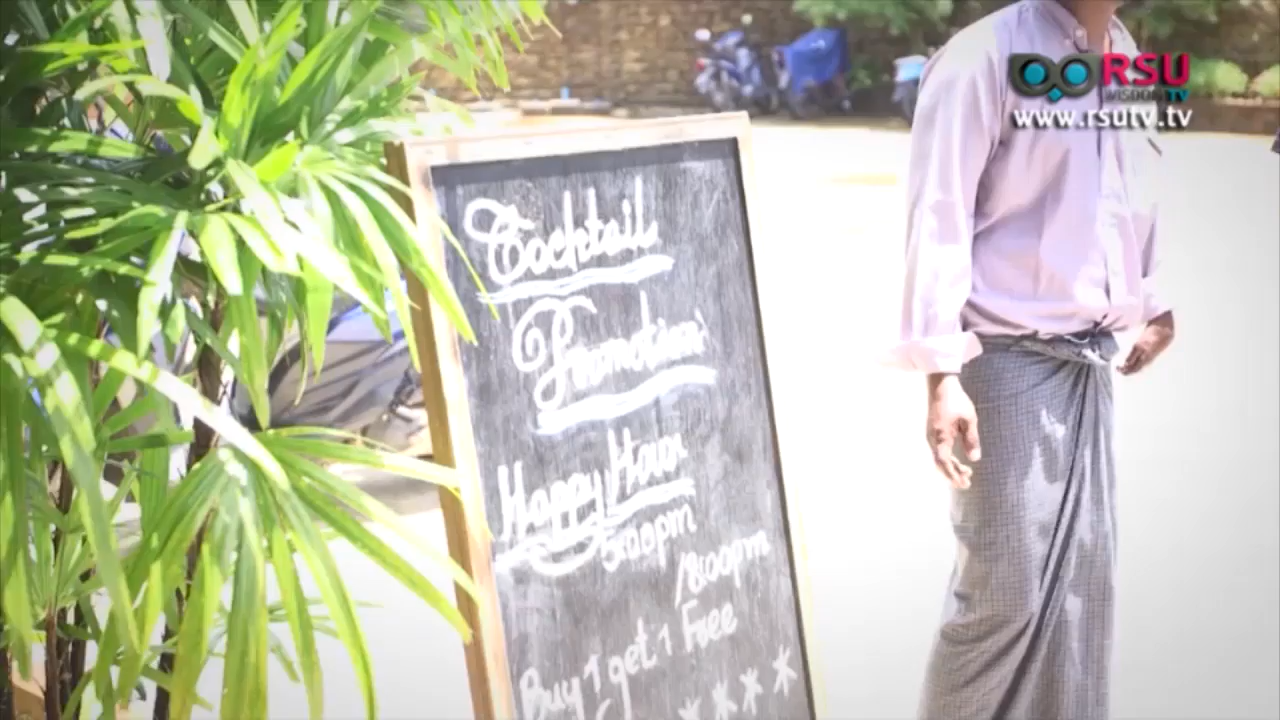 RSU
WISDOM TV
www.rsutv.tv
Cocktail
Promotion
Happy Hour
5:00pm
/8:00pm
Buy 1 get 1 Free